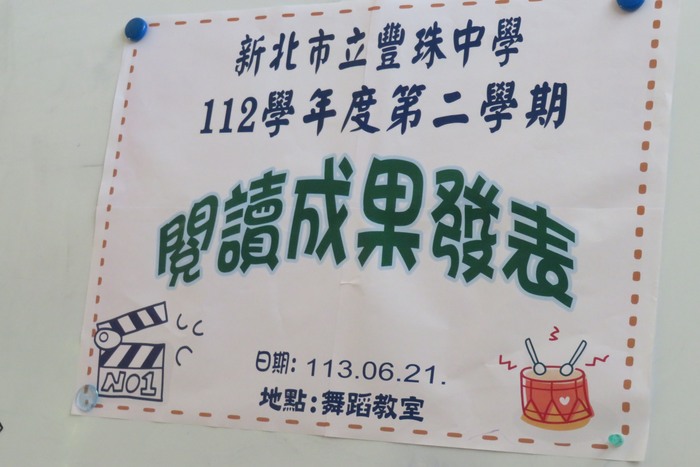 新北市立豐珠中學
112學年度第二學期
閱讀成果發表
NO1
日期: 113.06.21.
地點:舞蹈教室